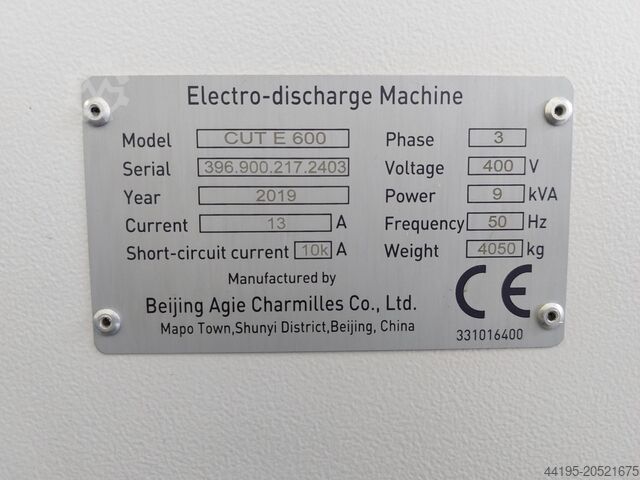 Electro-discharge Machine
Model CUT E 600 Phase 3
Serial 396.900.217.2403 Voltage 400 V
Year 2019 Power 9 kVA
Current 13 A Frequency 50 Hz
Short-circuit current 10k A Weight 4050 kg
Manufactured by
Beijing Agie Charmilles Co., Ltd.
Mapo Town,Shunyi District,Beijing, China
CE
331016400
44195-20521675